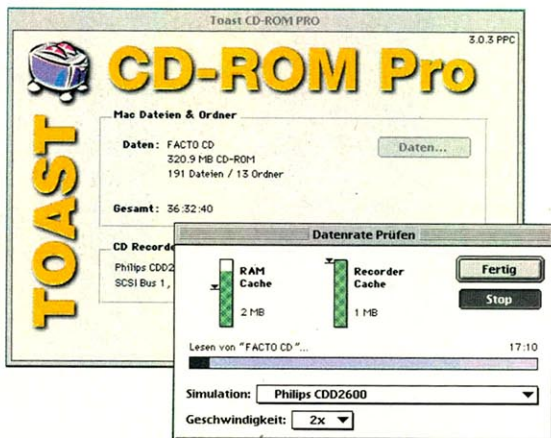 Toast CD-ROM PRO
3.0.3 PPC
TOAST
CD-ROM Pro
Mac Dateien & Ordner
Daten: FACTO CD
320.9 MB CD-ROM
191 Dateien / 13 Ordner
Daten...
Gesamt: 36:32:40
CD Recorde
Philips CDD2
SCSI Bus 1,
Datenrate Prüfen
RAM Cache
2 MB
Recorder Cache
1 MB
Fertig
Stop
Lesen von "FACTO CD"...
17:10
Simulation: Philips CDD2600
Geschwindigkeit: 2x